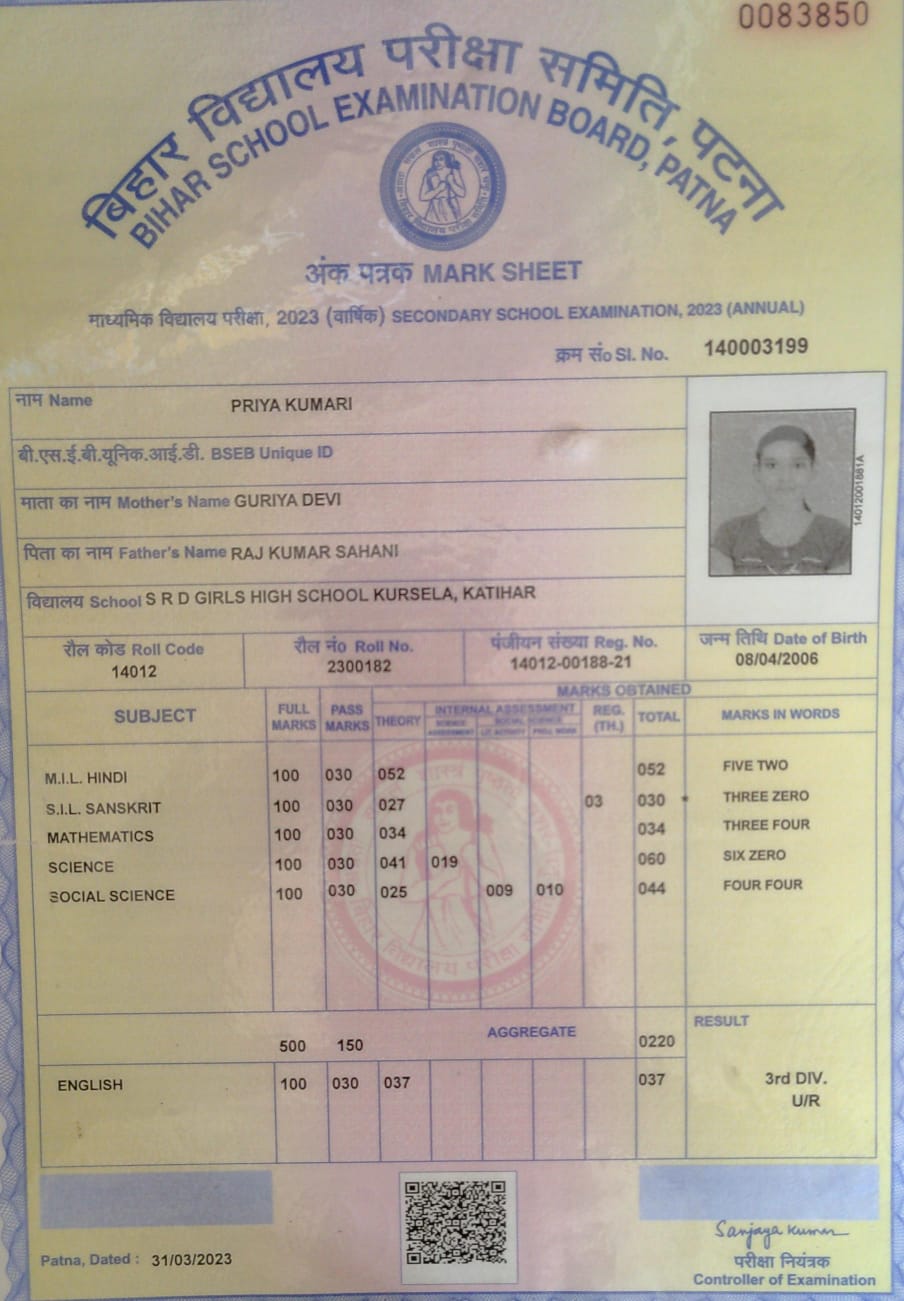 0083850
बिहार विद्यालय परीक्षा समिति, पटना
BIHAR SCHOOL EXAMINATION BOARD, PATNA
अंक पत्रक MARK SHEET
माध्यमिक विद्यालय परीक्षा, 2023 (वार्षिक) SECONDARY SCHOOL EXAMINATION, 2023 (ANNUAL)
क्रम सं० Sl. No. 140003199
नाम Name PRIYA KUMARI
बी.एस.ई.बी.यूनिक.आई.डी. BSEB Unique ID
माता का नाम Mother's Name GURIYA DEVI
पिता का नाम Father's Name RAJ KUMAR SAHANI
विद्यालय School S R D GIRLS HIGH SCHOOL KURSELA, KATIHAR
14012001881A
रौल कोड Roll Code रौल नं० Roll No. पंजीयन संख्या Reg. No. जन्म तिथि Date of Birth
14012 2300182 14012-00188-21 08/04/2006
MARKS OBTAINED
SUBJECT FULL MARKS PASS MARKS THEORY INTERNAL ASSESSMENT REG. (TH.) TOTAL MARKS IN WORDS
SCIENCE ASSESSMENT SOCIAL SCIENCE LIT. ACTIVITY PROJ. WORK
M.I.L. HINDI 100 030 052 052 FIVE TWO
S.I.L. SANSKRIT 100 030 027 03 030 * THREE ZERO
MATHEMATICS 100 030 034 034 THREE FOUR
SCIENCE 100 030 041 019 060 SIX ZERO
SOCIAL SCIENCE 100 030 025 009 010 044 FOUR FOUR
500 150 AGGREGATE 0220 RESULT
ENGLISH 100 030 037 037 3rd DIV.
U/R
Sanjaya Kumar
Patna, Dated : 31/03/2023
परीक्षा नियंत्रक
Controller of Examination